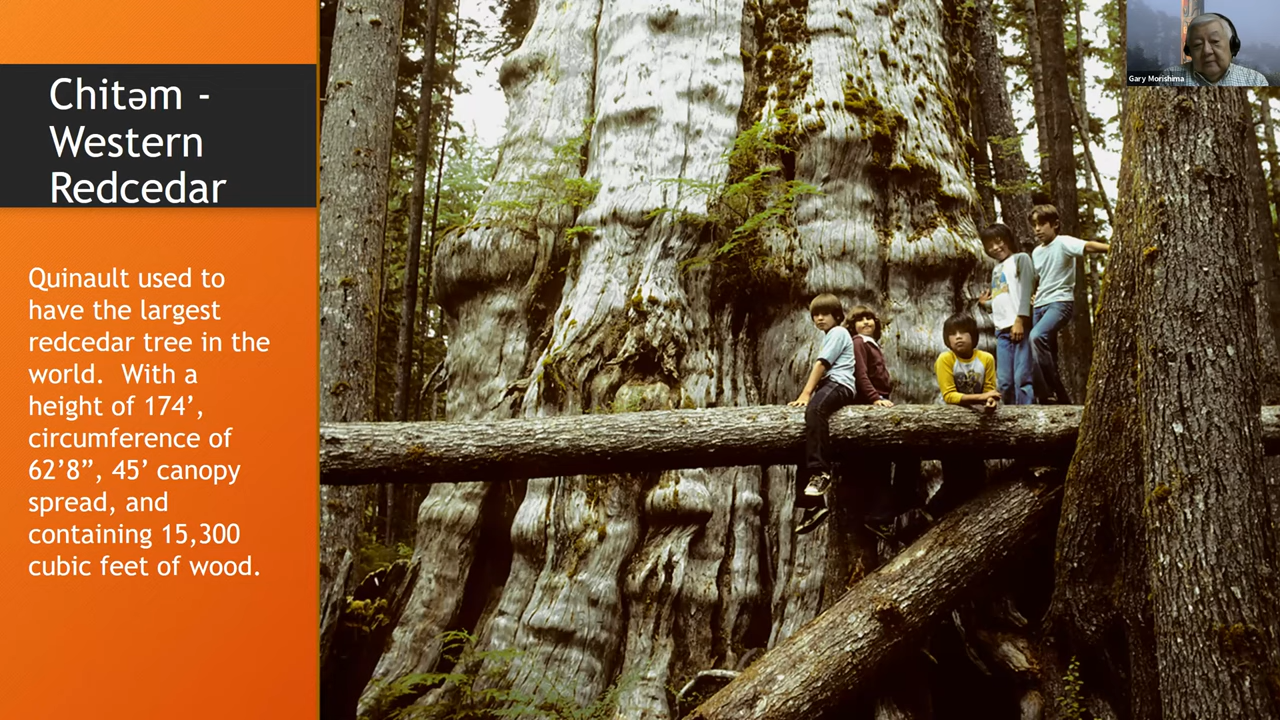 Chitəm -
Western
Redcedar
Quinault used to
have the largest
redcedar tree in the
world.  With a
height of 174’,
circumference of
62’8”, 45’ canopy
spread, and
containing 15,300
cubic feet of wood.
Gary Morishima